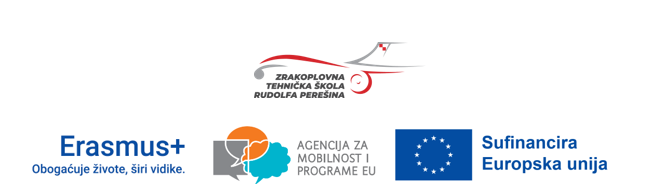 ZRAKOPLOVNA
TEHNIČKA ŠKOLA
RUDOLFA PEREŠINA
Erasmus+
Obogaćuje živote, širi vidike.
AGENCIJA ZA
MOBILNOST I
PROGRAME EU
Sufinancira
Europska unija